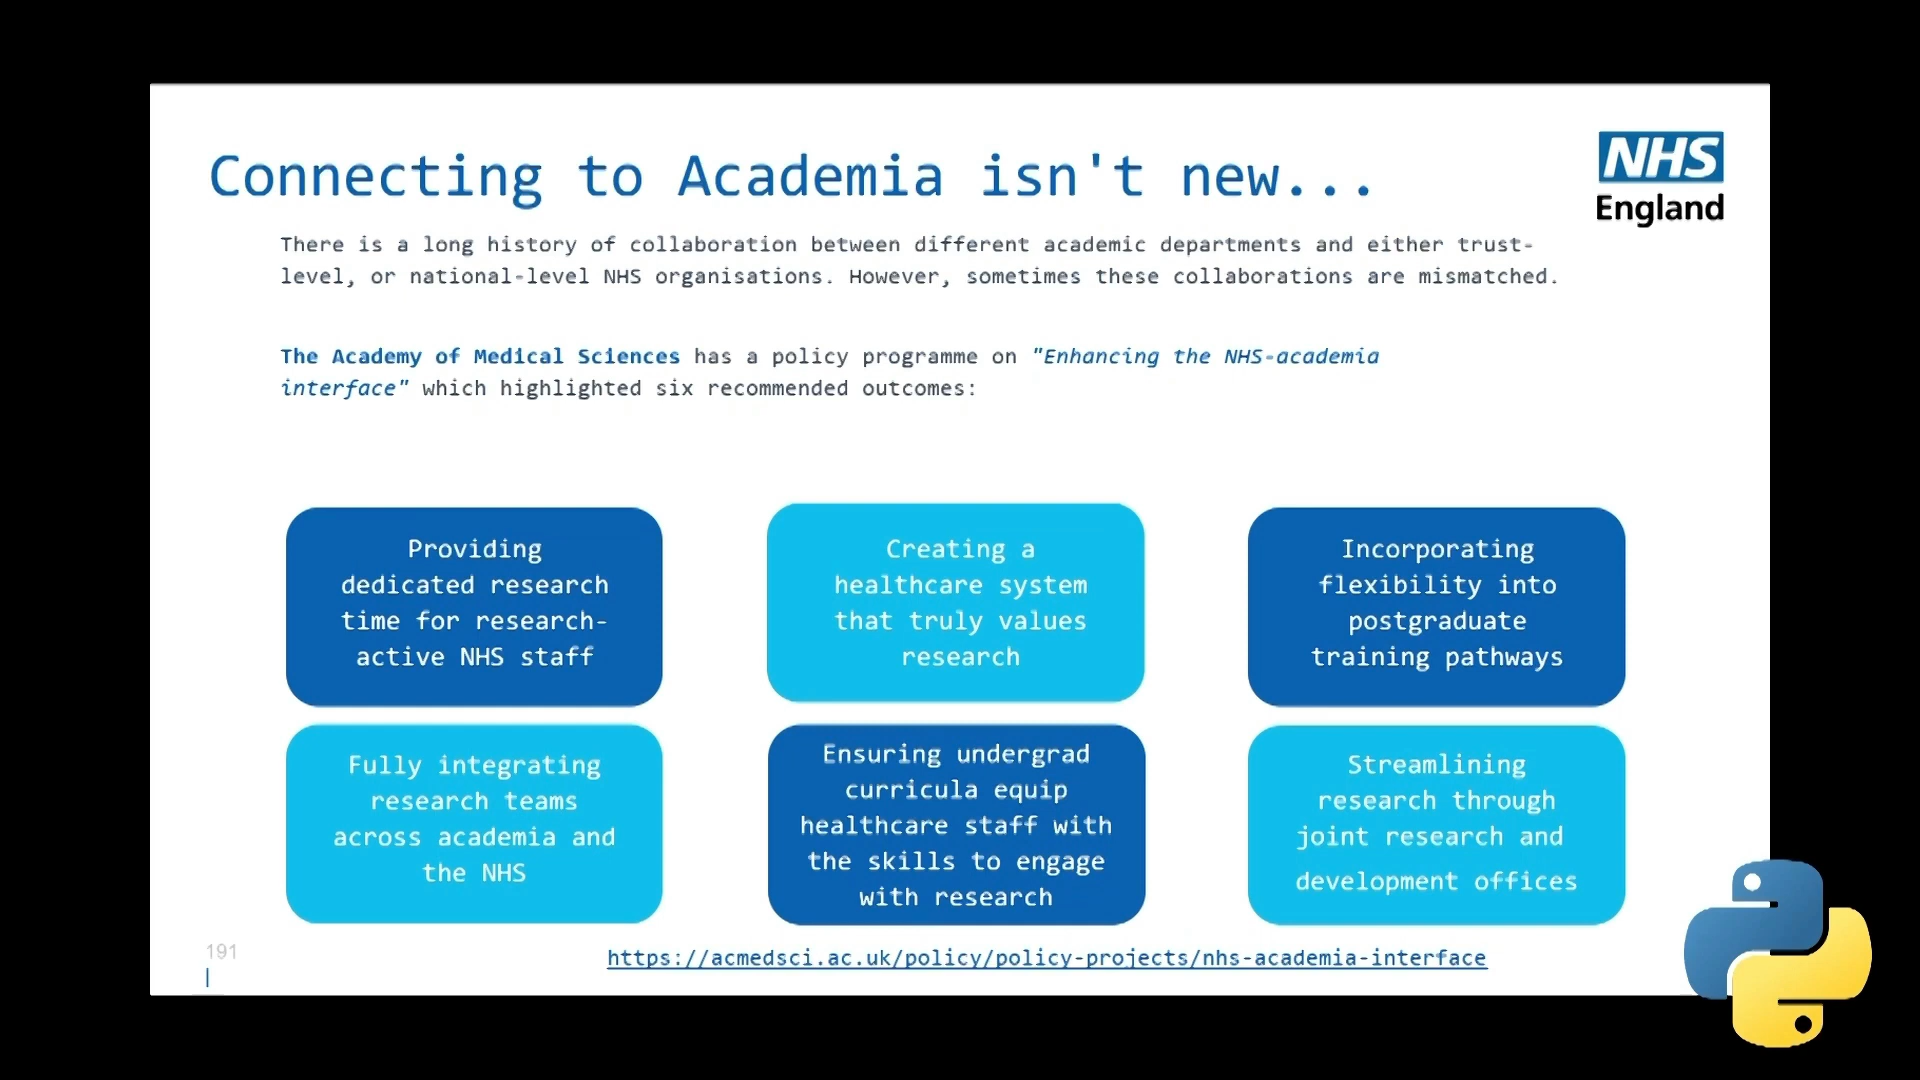 Connecting to Academia isn't new...
NHS
England
There is a long history of collaboration between different academic departments and either trust-
level, or national-level NHS organisations. However, sometimes these collaborations are mismatched.
The Academy of Medical Sciences has a policy programme on "Enhancing the NHS-academia
interface" which highlighted six recommended outcomes:
Providing
dedicated research
time for research-
active NHS staff
Creating a
healthcare system
that truly values
research
Incorporating
flexibility into
postgraduate
training pathways
Fully integrating
research teams
across academia and
the NHS
Ensuring undergrad
curricula equip
healthcare staff with
the skills to engage
with research
Streamlining
research through
joint research and
development offices
191
|
https://acmedsci.ac.uk/policy/policy-projects/nhs-academia-interface